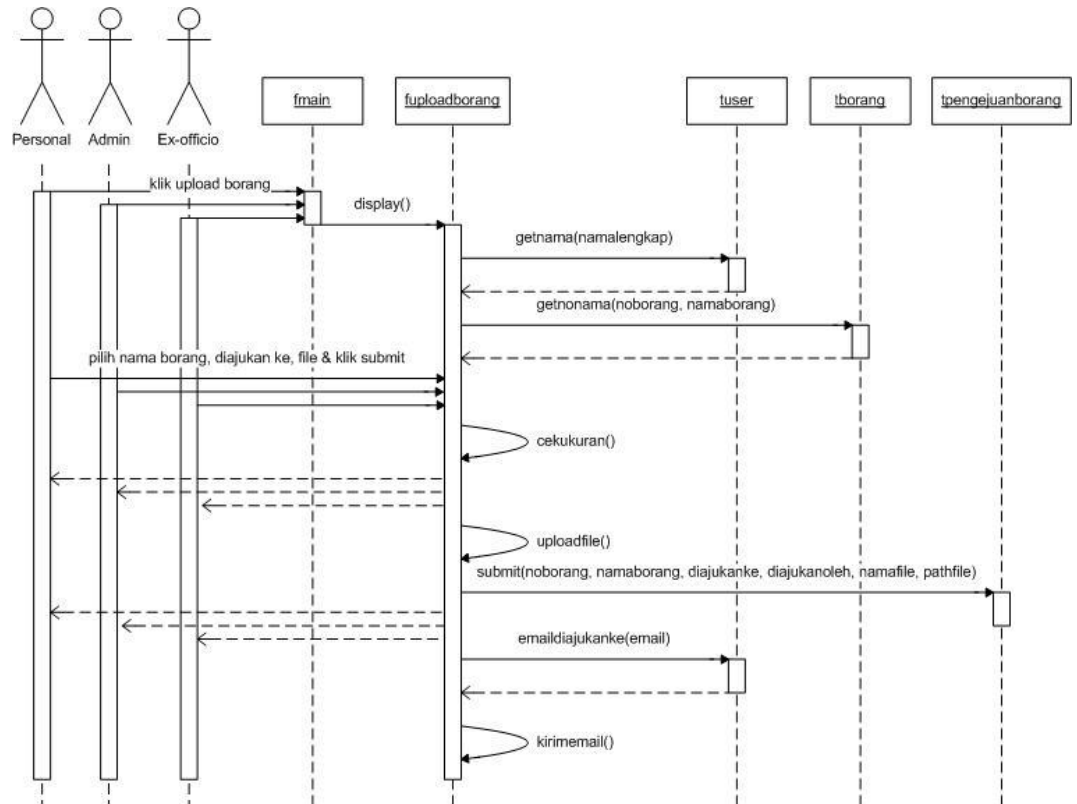 fmain
fuploadborang
tuser
tborang
tpengejuanborang
Personal
Admin
Ex-officio
klik upload borang
display()
getnama(namalengkap)
getnonama(noborang, namaborang)
pilih nama borang, diajukan ke, file & klik submit
cekukuran()
uploadfile()
submit(noborang, namaborang, diajukanke, diajukanoleh, namafile, pathfile)
emaildiajukanke(email)
kirimemail()